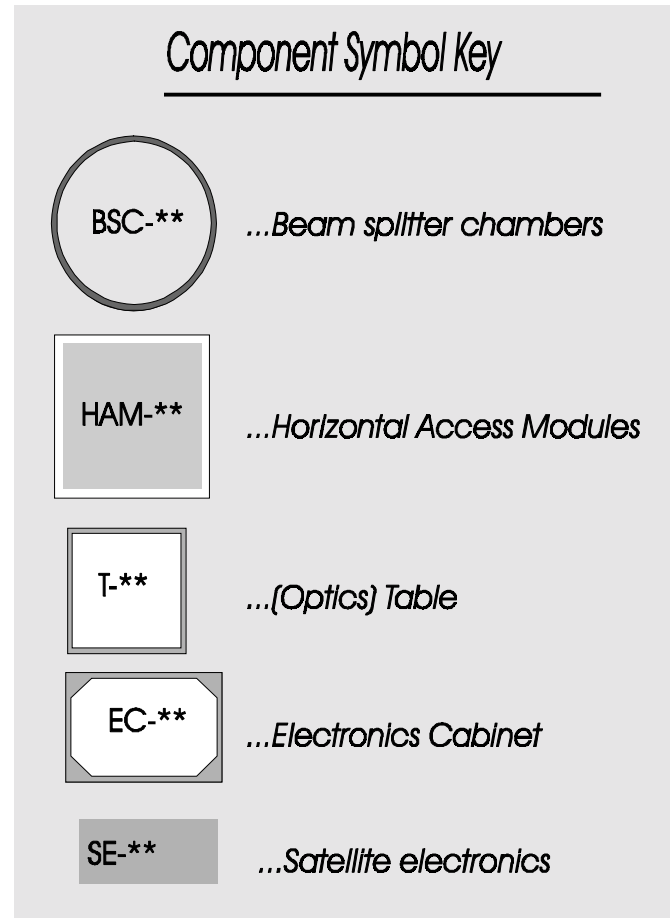 Component Symbol Key
BSC-** ...Beam splitter chambers
HAM-** ...Horizontal Access Modules
T-** ...(Optics) Table
EC-** ...Electronics Cabinet
SE-** ...Satellite electronics